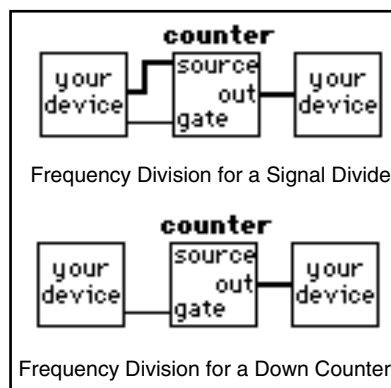 counter
your device
source
out
gate
your device
Frequency Division for a Signal Divide
counter
your device
source
out
gate
your device
Frequency Division for a Down Counter